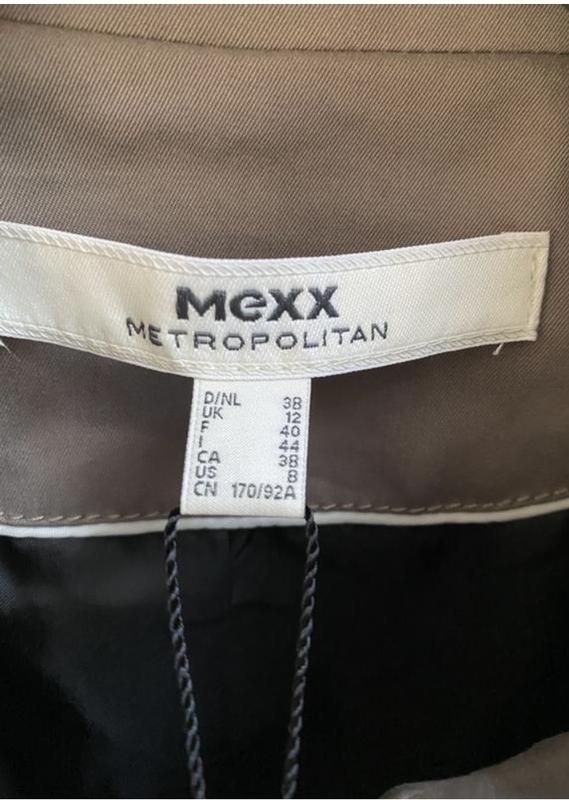 Mexx
METROPOLITAN
D/NL 38
UK 12
F 40
I 44
CA 38
US 8
CN 170/92A